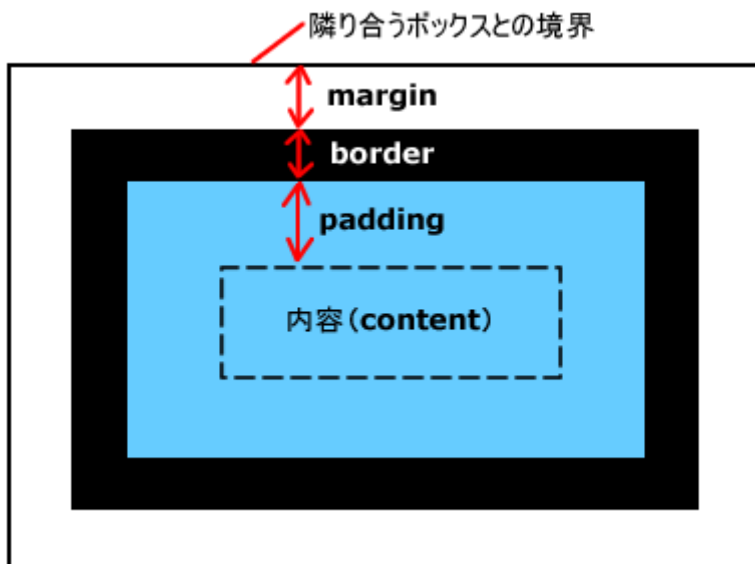 隣り合うボックスとの境界
margin
border
padding
内容(content)